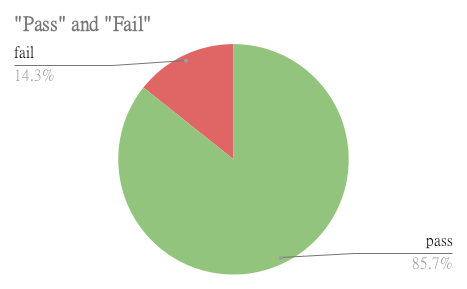 "Pass" and "Fail"
fail
14.3%
pass
85.7%